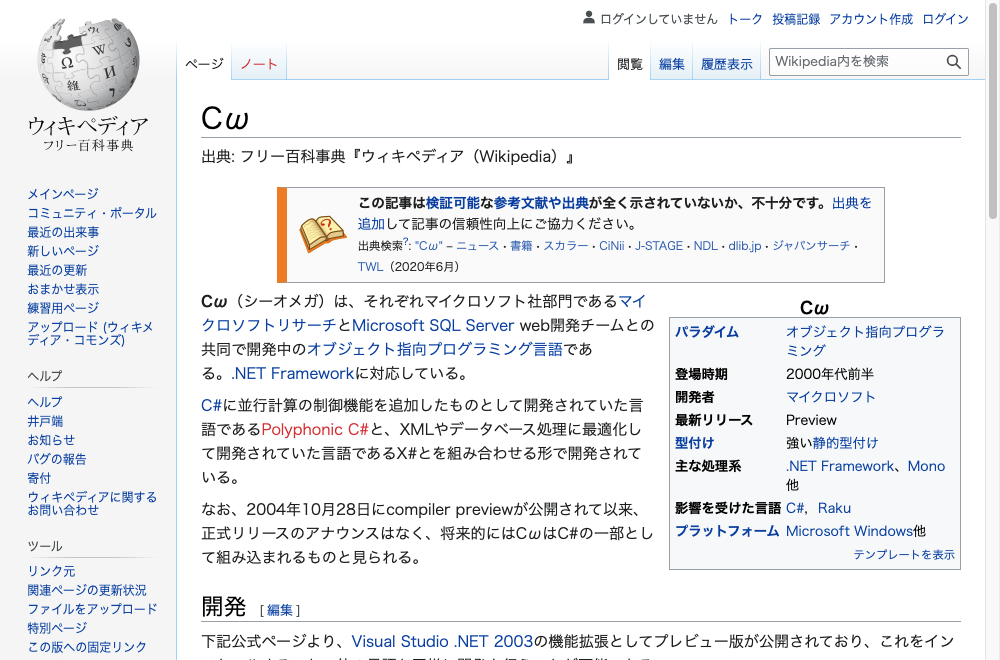 ログインしていません トーク 投稿記録 アカウント作成 ログイン
ページ ノート 閲覧 編集 履歴表示 Wikipedia内を検索
ウィキペディア
フリー百科事典
メインページ
コミュニティ・ポータル
最近の出来事
新しいページ
最近の更新
おまかせ表示
練習用ページ
アップロード (ウィキメ
ディア・コモンズ)
ヘルプ
ヘルプ
井戸端
お知らせ
バグの報告
寄付
ウィキペディアに関する
お問い合わせ
ツール
リンク元
関連ページの更新状況
ファイルをアップロード
特別ページ
この版への固定リンク
Cω
出典: フリー百科事典『ウィキペディア（Wikipedia）』
この記事は検証可能な参考文献や出典が全く示されていないか、不十分です。出典を
追加して記事の信頼性向上にご協力ください。
出典検索?: "Cω" – ニュース · 書籍 · スカラー · CiNii · J-STAGE · NDL · dlib.jp · ジャパンサーチ ·
TWL（2020年6月）
Cω（シーオメガ）は、それぞれマイクロソフト社部門であるマイ
クロソフトリサーチとMicrosoft SQL Server web開発チームとの
共同で開発中のオブジェクト指向プログラミング言語であ
る。.NET Frameworkに対応している。
C#に並行計算の制御機能を追加したものとして開発されていた言
語であるPolyphonic C#と、XMLやデータベース処理に最適化し
て開発されていた言語であるX#とを組み合わせる形で開発されて
いる。
なお、2004年10月28日にcompiler previewが公開されて以来、
正式リリースのアナウンスはなく、将来的にはCωはC#の一部とし
て組み込まれるものと見られる。
Cω
パラダイム オブジェクト指向プログラ
ミング
登場時期 2000年代前半
開発者 マイクロソフト
最新リリース Preview
型付け 強い静的型付け
主な処理系 .NET Framework、Mono
他
影響を受けた言語 C#, Raku
プラットフォーム Microsoft Windows他
テンプレートを表示
開発 [編集]
下記公式ページより、Visual Studio .NET 2003の機能拡張としてプレビュー版が公開されており、これをイン